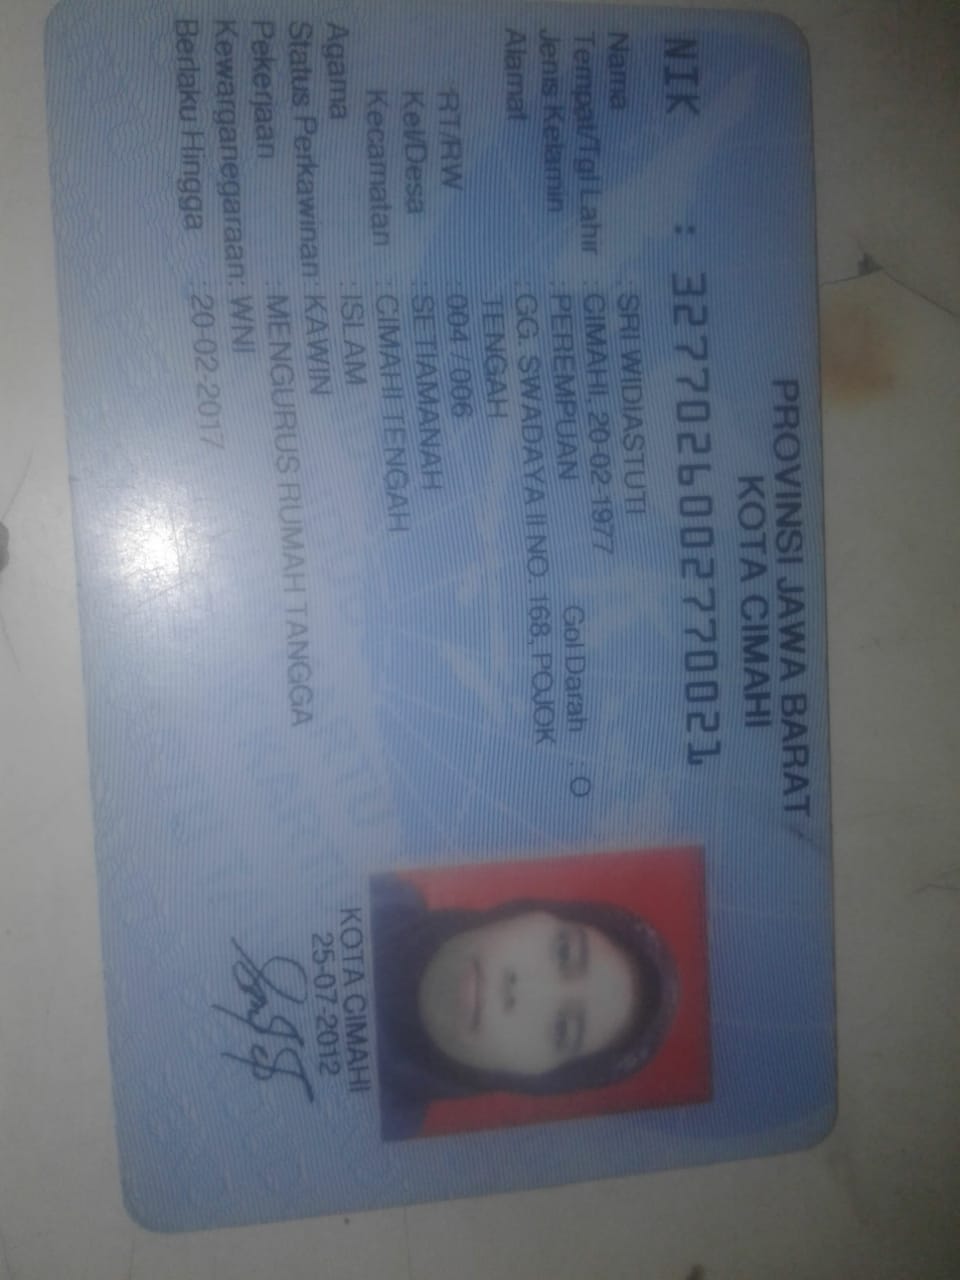 PROVINSI JAWA BARAT
KOTA CIMAHI
NIK : 3277026002770021
Nama : SRI WIDIASTUTI
Tempat/Tgl Lahir : CIMAHI, 20-02-1977
Jenis Kelamin : PEREMPUAN Gol Darah : O
Alamat : GG. SWADAYA II NO. 168, POJOK
TENGAH
RT/RW : 004 / 006
Kel/Desa : SETIAMANAH
Kecamatan : CIMAHI TENGAH
Agama : ISLAM
Status Perkawinan : KAWIN
Pekerjaan : MENGURUS RUMAH TANGGA
Kewarganegaraan : WNI
Berlaku Hingga : 20-02-2017
KOTA CIMAHI
25-07-2012